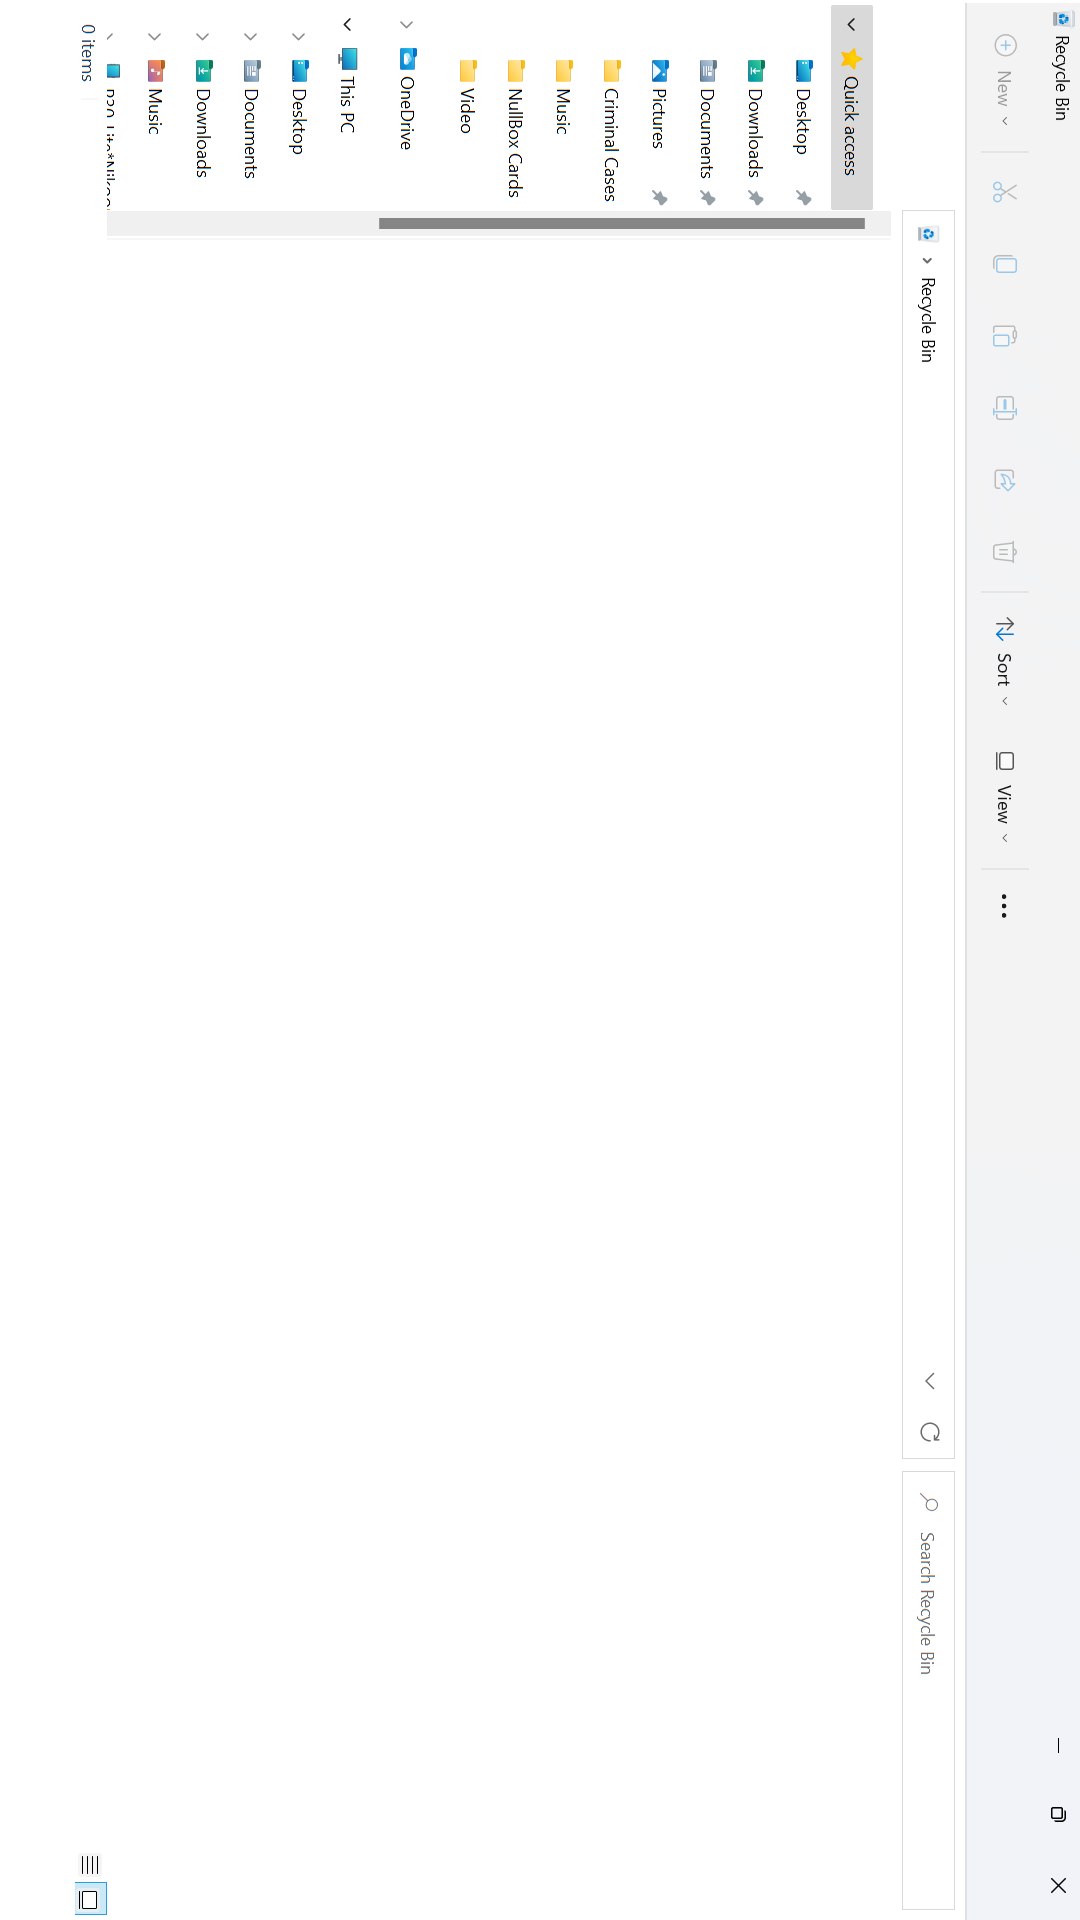 Recycle Bin
New
Sort
View
Recycle Bin
Search Recycle Bin
Quick access
Desktop
Downloads
Documents
Pictures
Criminal Cases
Music
NullBox Cards
Video
OneDrive
This PC
Desktop
Documents
Downloads
Music
0 items